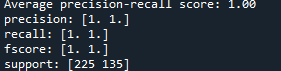 Average precision-recall score: 1.00
precision: [1. 1.]
recall: [1. 1.]
fscore: [1. 1.]
support: [225 135]